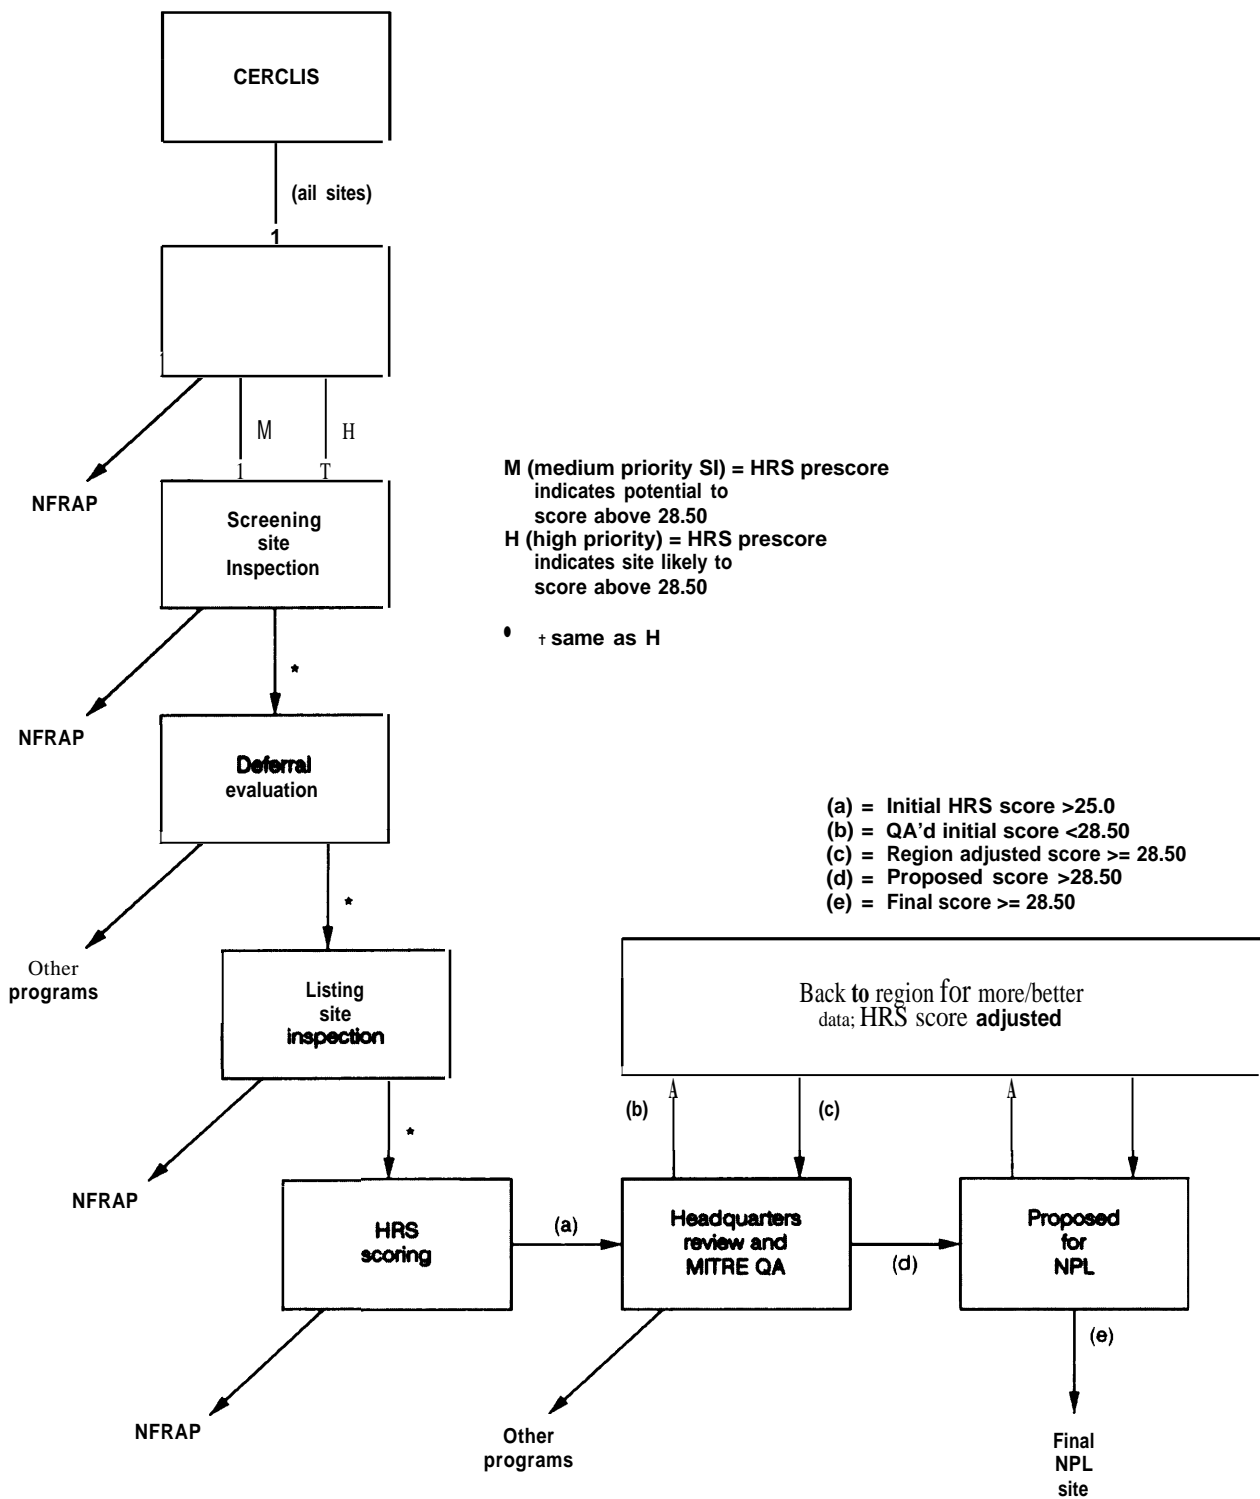 CERCLIS
(ail sites)
1
M
H
1
T
NFRAP
Screening
site
Inspection
M (medium priority SI) = HRS prescore
indicates potential to
score above 28.50
H (high priority) = HRS prescore
indicates site likely to
score above 28.50
• † same as H
*
NFRAP
Deferral
evaluation
*
Other
programs
(a) = Initial HRS score >25.0
(b) = QA'd initial score <28.50
(c) = Region adjusted score >= 28.50
(d) = Proposed score >28.50
(e) = Final score >= 28.50
Listing
site
inspection
Back to region for more/better
data; HRS score adjusted
*
NFRAP
(b)
A
(c)
A
HRS
scoring
(a)
Headquarters
review and
MITRE QA
(d)
Proposed
for
NPL
(e)
NFRAP
Other
programs
Final
NPL
site